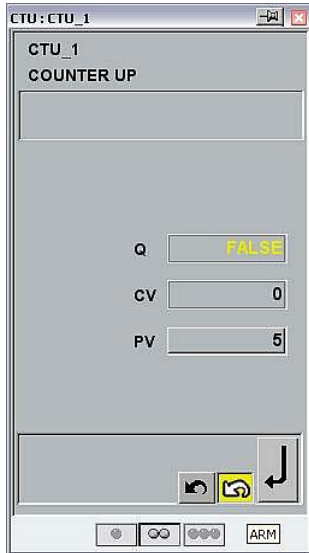 CTU:CTU_1
CTU_1
COUNTER UP
Q FALSE
CV 0
PV 5
ARM